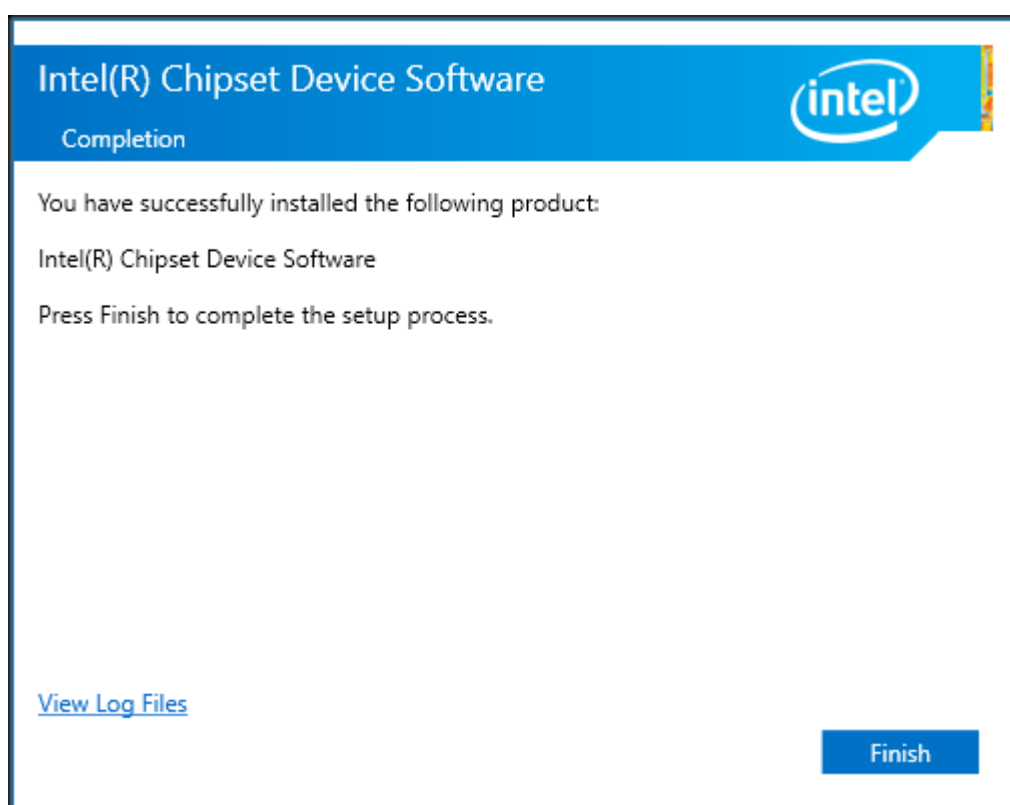 Intel(R) Chipset Device Software
intel
Completion
You have successfully installed the following product:
Intel(R) Chipset Device Software
Press Finish to complete the setup process.
View Log Files
Finish